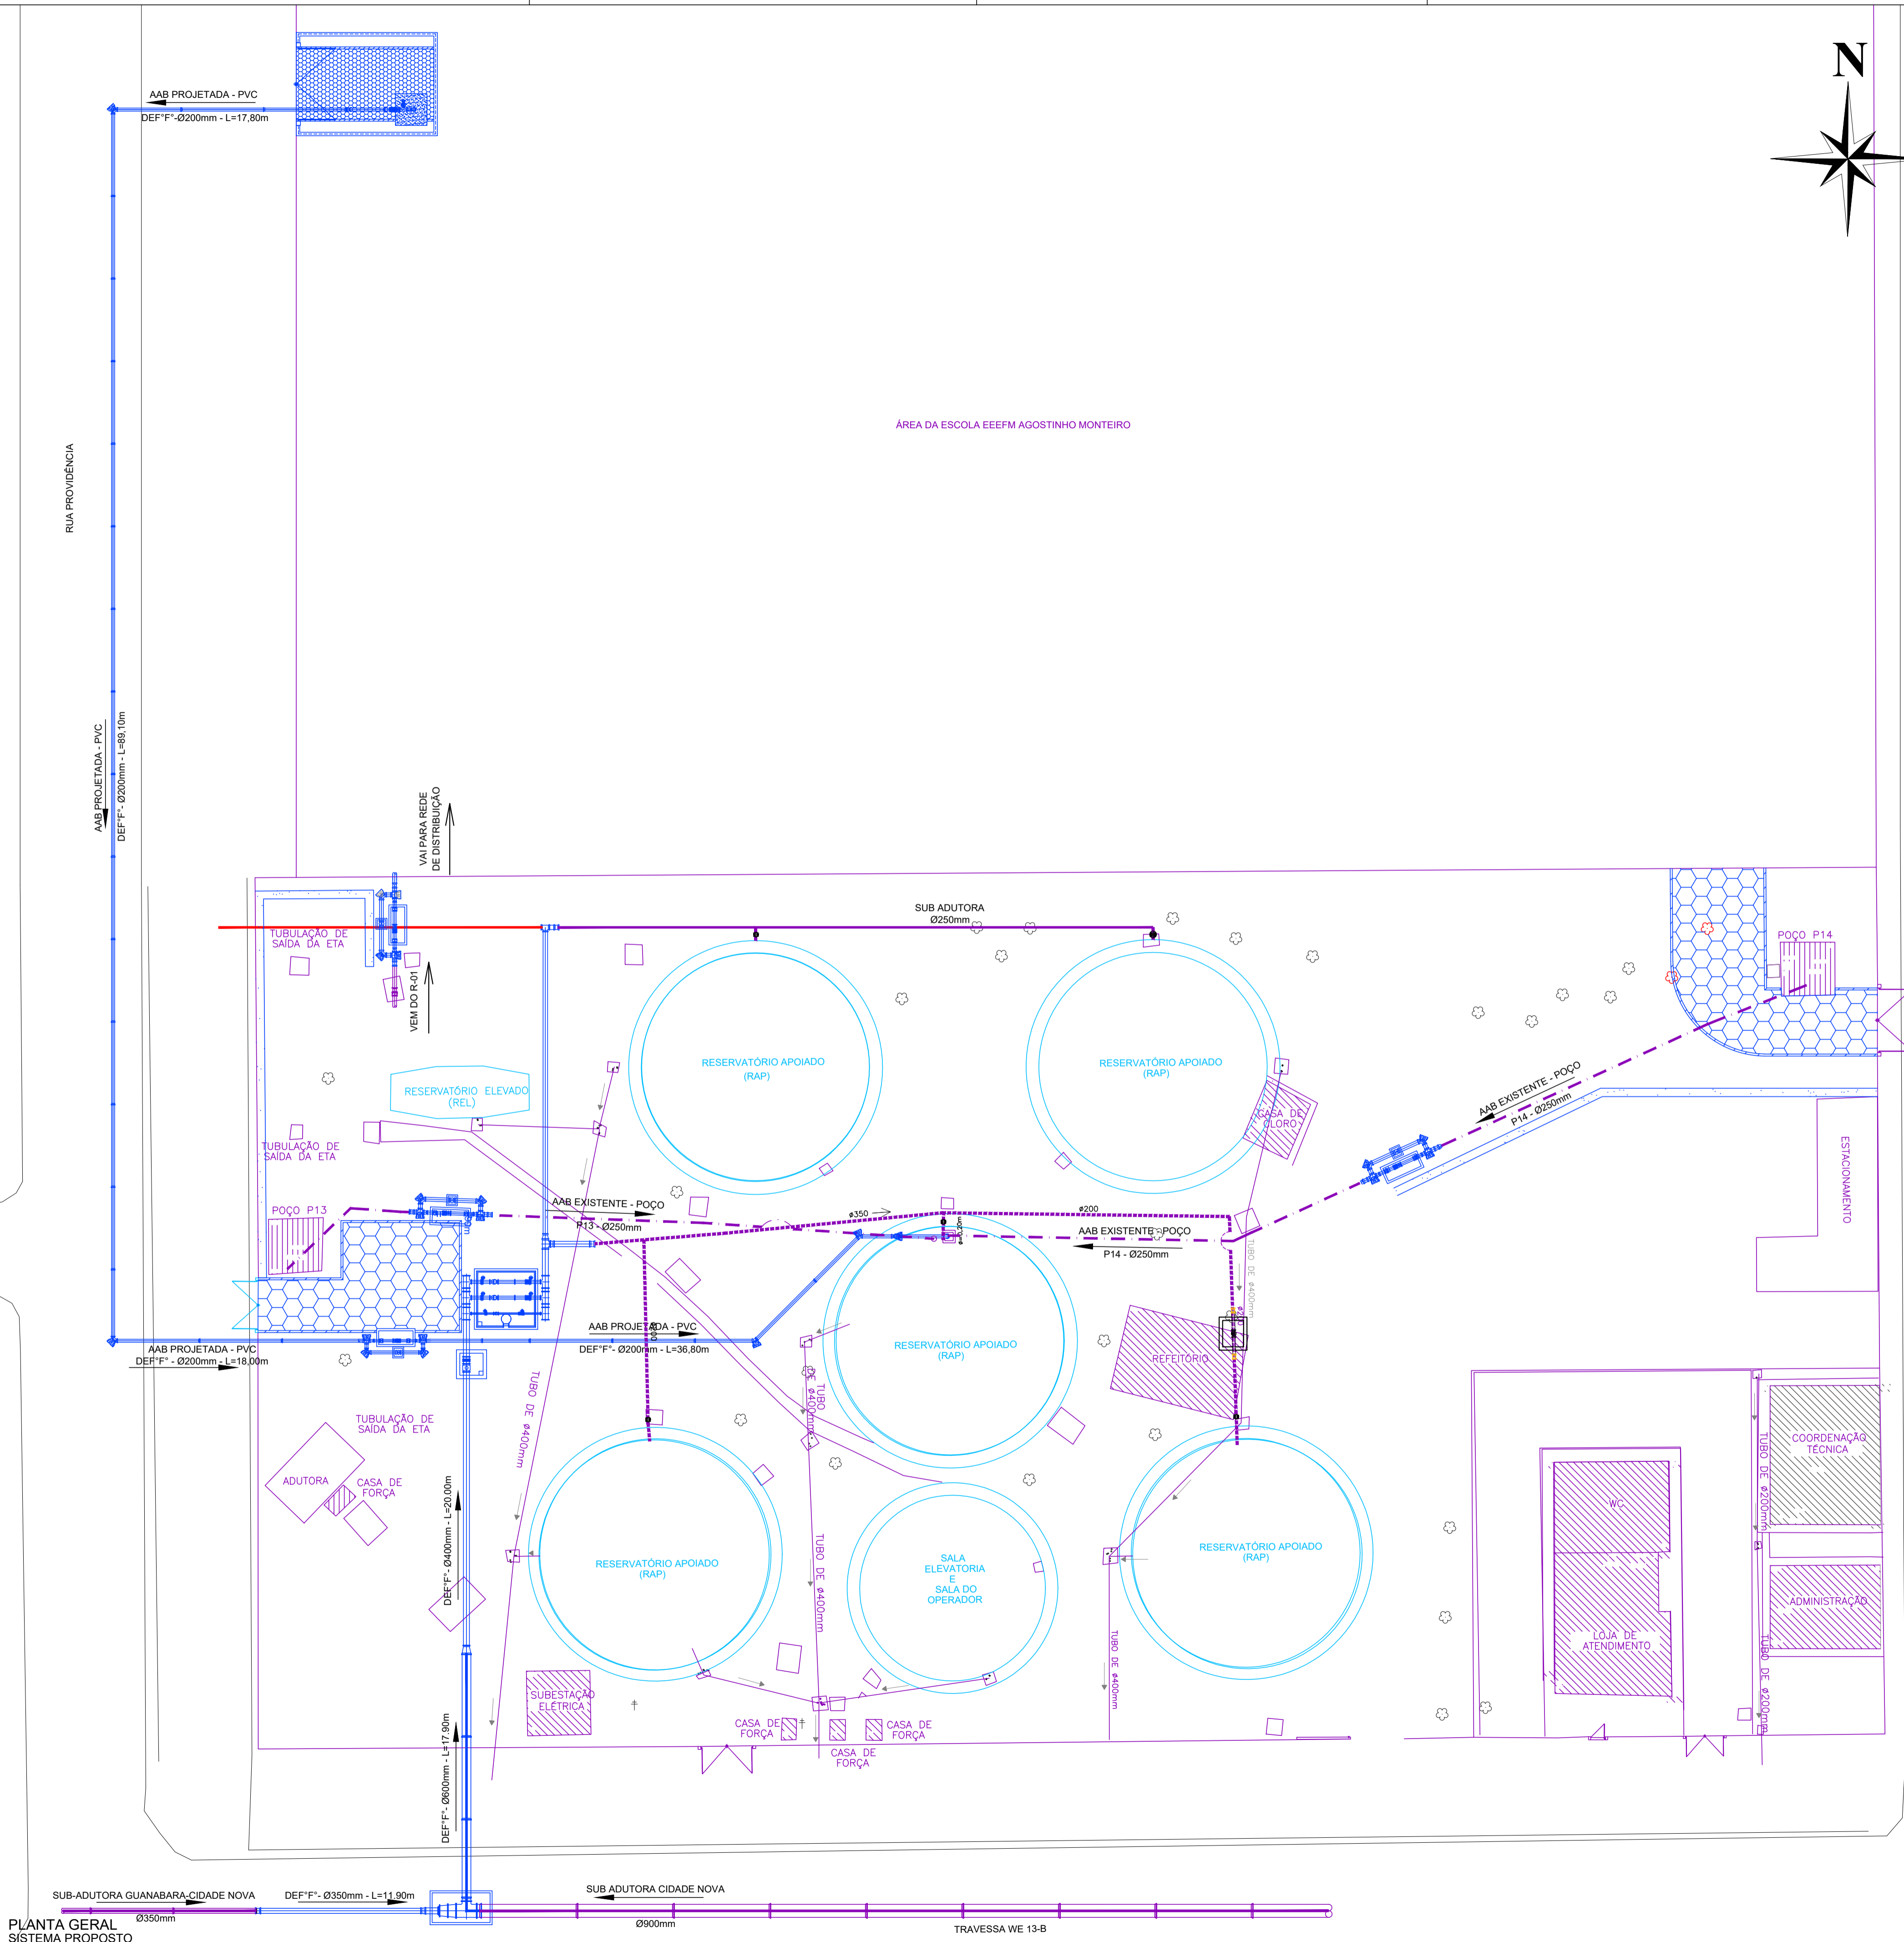 N
AAB PROJETADA - PVC
DEF°F°-Ø200mm - L=17,80m
ÁREA DA ESCOLA EEEFM AGOSTINHO MONTEIRO
RUA PROVIDÊNCIA
AAB PROJETADA - PVC
DEF°F°- Ø200mm - L=89,10m
VAI PARA REDE
DE DISTRIBUIÇÃO
SUB ADUTORA
Ø250mm
TUBULAÇÃO DE
SAÍDA DA ETA
VEM DO R-01
POÇO P14
RESERVATÓRIO APOIADO
(RAP)
RESERVATÓRIO APOIADO
(RAP)
RESERVATÓRIO ELEVADO
(REL)
CASA DE
CLORO
AAB EXISTENTE - POÇO
P14 - Ø250mm
TUBULAÇÃO DE
SAÍDA DA ETA
ESTACIONAMENTO
POÇO P13
AAB EXISTENTE - POÇO
P13 - Ø250mm
ø350
ø200
AAB EXISTENTE - POÇO
P14 - Ø250mm
TUBO DE ø400mm
AAB PROJETADA - PVC
DEF°F°- Ø200mm - L=36,80m
AAB PROJETADA - PVC
DEF°F° - Ø200mm - L=18,00m
RESERVATÓRIO APOIADO
(RAP)
REFEITÓRIO
TUBO DE ø400mm
TUBO
DE ø400mm
TUBULAÇÃO DE
SAÍDA DA ETA
ADUTORA
CASA DE
FORÇA
DEF°F°- Ø400mm - L=20.00m
COORDENAÇÃO
TÉCNICA
TUBO DE ø200mm
WC
RESERVATÓRIO APOIADO
(RAP)
TUBO DE ø400mm
SALA
ELEVATORIA
E
SALA DO
OPERADOR
RESERVATÓRIO APOIADO
(RAP)
ADMINISTRAÇÃO
LOJA DE
ATENDIMENTO
TUBO DE ø400mm
TUBO DE ø200mm
SUBESTAÇÃO
ELÉTRICA
CASA DE
FORÇA
CASA DE
FORÇA
CASA DE
FORÇA
DEF°F°- Ø600mm - L=17.90m
SUB-ADUTORA GUANABARA-CIDADE NOVA
Ø350mm
DEF°F°- Ø350mm - L=11.90m
SUB ADUTORA CIDADE NOVA
Ø900mm
TRAVESSA WE 13-B
PLANTA GERAL
SISTEMA PROPOSTO